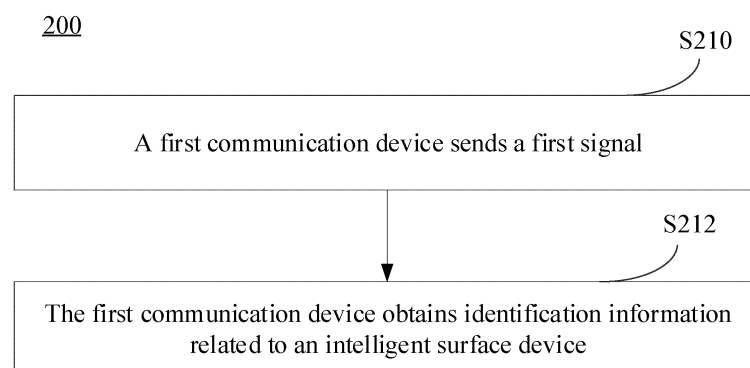 200
S210
A first communication device sends a first signal
S212
The first communication device obtains identification information
related to an intelligent surface device